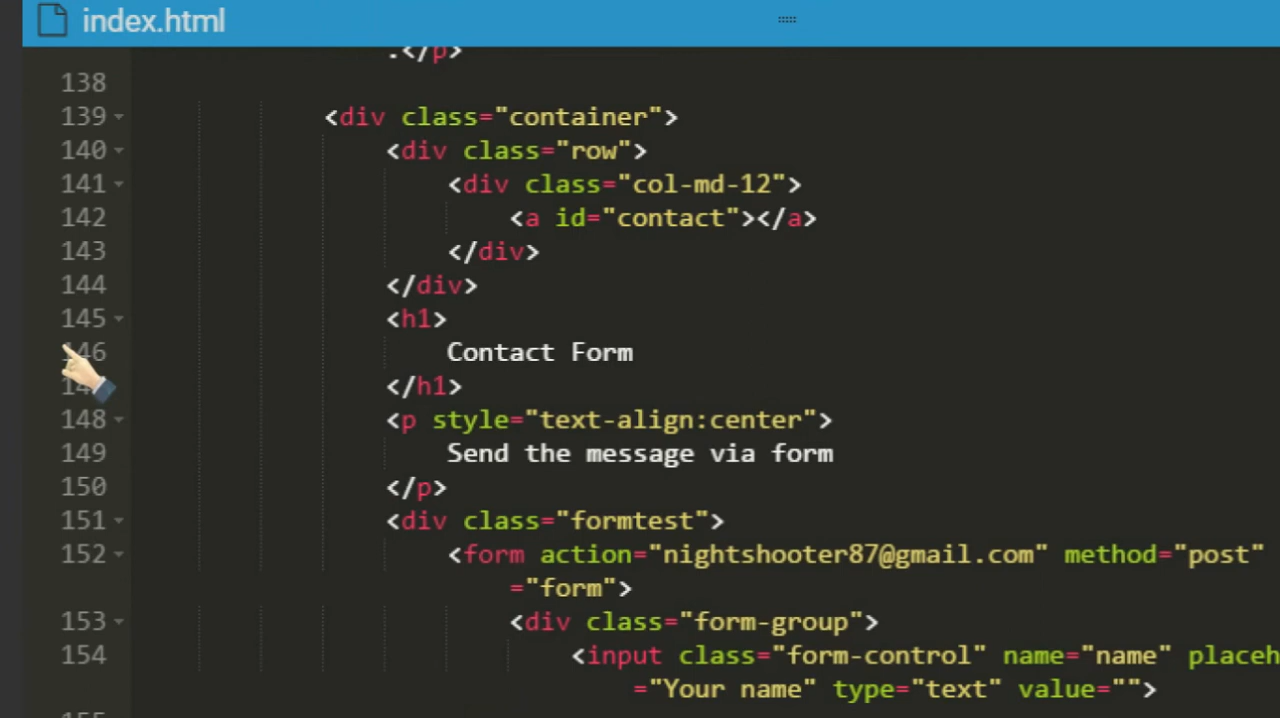 index.html
.</p>
138
139 <div class="container">
140 <div class="row">
141 <div class="col-md-12">
142 <a id="contact"></a>
143 </div>
144 </div>
145 <h1>
146 Contact Form
</h1>
148 <p style="text-align:center">
149 Send the message via form
150 </p>
151 <div class="formtest">
152 <form action="nightshooter87@gmail.com" method="post"
="form">
153 <div class="form-group">
154 <input class="form-control" name="name" placeh
="Your name" type="text" value="">